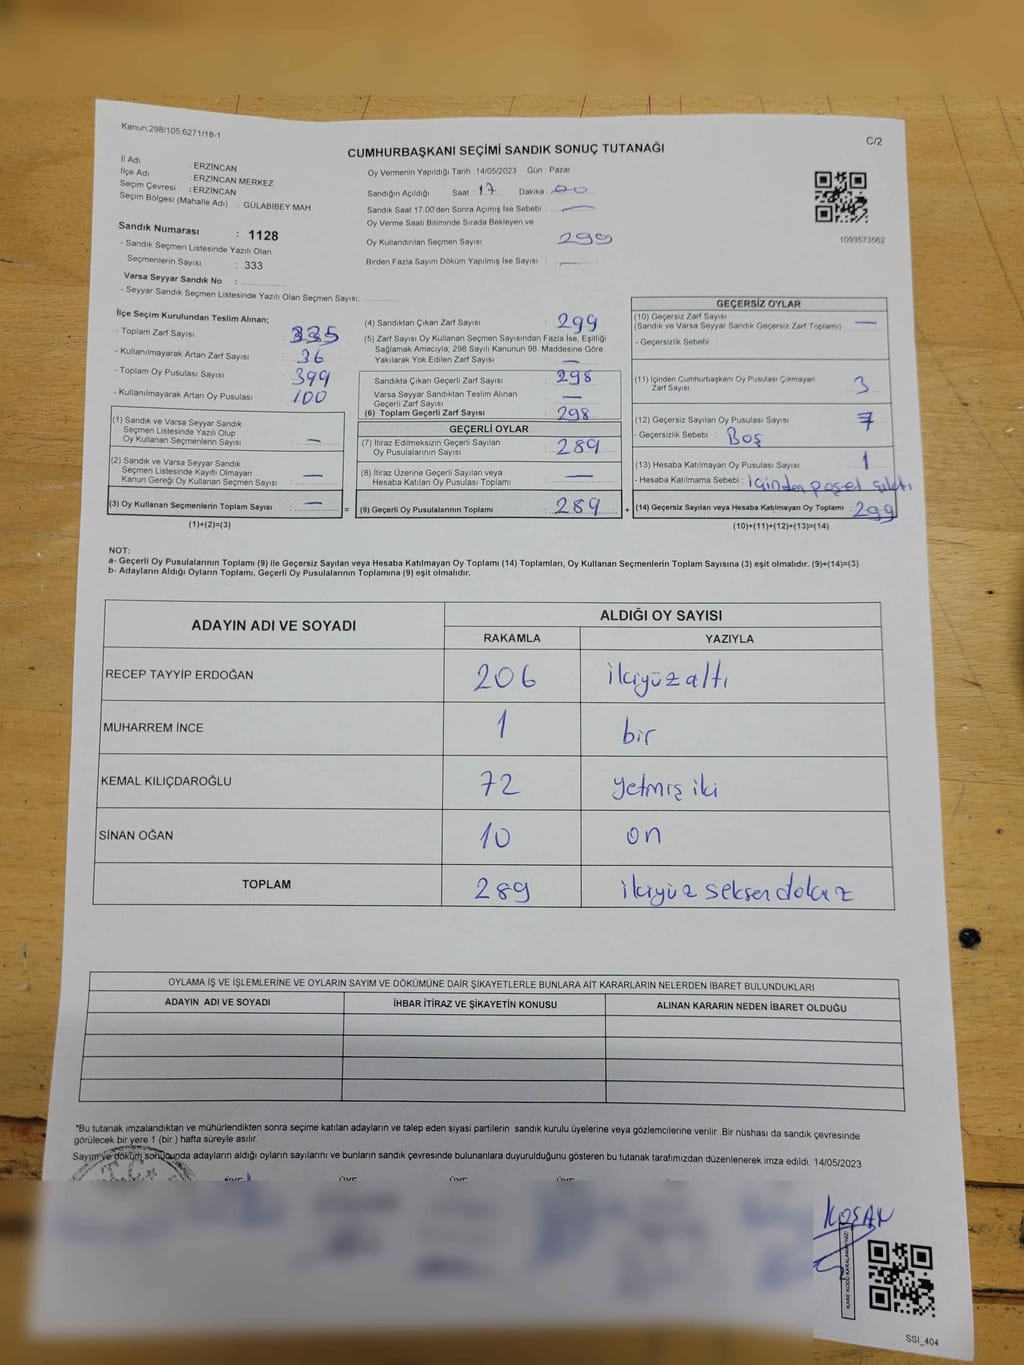 Kanun;298/105;6271/18-1
C/2
CUMHURBAŞKANI SEÇİMİ SANDIK SONUÇ TUTANAĞI
İl Adı : ERZİNCAN
İlçe Adı : ERZİNCAN MERKEZ
Seçim Çevresi : ERZİNCAN
Seçim Bölgesi (Mahalle Adı) : GÜLABİBEY MAH
Oy Vermenin Yapıldığı Tarih : 14/05/2023 Gün : Pazar
Sandığın Açıldığı Saat 17 Dakika 00
Sandık Saat 17.00'den Sonra Açımış İse Sebebi : —
Oy Verme Saati Bitiminde Sırada Bekleyen ve
Oy Kullandırılan Seçmen Sayısı : 299
Birden Fazla Sayım Döküm Yapılmış İse Sayısı : —
1093573562
Sandık Numarası : 1128
- Sandık Seçmen Listesinde Yazılı Olan
Seçmenlerin Sayısı : 333
Varsa Seyyar Sandık No :
- Seyyar Sandık Seçmen Listesinde Yazılı Olan Seçmen Sayısı:
İlçe Seçim Kurulundan Teslim Alınan;
- Toplam Zarf Sayısı : 335
- Kullanılmayarak Artan Zarf Sayısı : 36
- Toplam Oy Pusulası Sayısı : 399
- Kullanılmayarak Artan Oy Pusulası : 100
(1) Sandık ve Varsa Seyyar Sandık
Seçmen Listesinde Yazılı Olup
Oy Kullanan Seçmenlerin Sayısı : —
(2) Sandık ve Varsa Seyyar Sandık
Seçmen Listesinde Kayıtlı Olmayan
Kanun Gereği Oy Kullanan Seçmen Sayısı : —
(3) Oy Kullanan Seçmenlerin Toplam Sayısı : — =
(1)+(2)=(3)
(4) Sandıktan Çıkan Zarf Sayısı : 299
(5) Zarf Sayısı Oy Kullanan Seçmen Sayısından Fazla İse, Eşitliği
Sağlamak Amacıyla; 298 Sayılı Kanunun 98. Maddesine Göre
Yakılarak Yok Edilen Zarf Sayısı : —
Sandıkta Çıkan Geçerli Zarf Sayısı : 298
Varsa Seyyar Sandıktan Teslim Alınan
Geçerli Zarf Sayısı : —
(6) Toplam Geçerli Zarf Sayısı : 298
GEÇERLİ OYLAR
(7) İtiraz Edilmeksizin Geçerli Sayılan
Oy Pusulalarının Sayısı : 289
(8) İtiraz Üzerine Geçerli Sayılan veya
Hesaba Katılan Oy Pusulası Toplamı : —
(9) Geçerli Oy Pusulalarının Toplamı : 289 +
GEÇERSİZ OYLAR
(10) Geçersiz Zarf Sayısı
(Sandık ve Varsa Seyyar Sandık Geçersiz Zarf Toplamı) : —
- Geçersizlik Sebebi :
(11) İçinden Cumhurbaşkanı Oy Pusulası Çıkmayan
Zarf Sayısı : 3
(12) Geçersiz Sayılan Oy Pusulası Sayısı : 7
- Geçersizlik Sebebi : Boş
(13) Hesaba Katılmayan Oy Pusulası Sayısı : 1
- Hesaba Katılmama Sebebi : içinden poşet çıktı
(14) Geçersiz Sayılan veya Hesaba Katılmayan Oy Toplamı : 299
(10)+(11)+(12)+(13)=(14)
NOT:
a- Geçerli Oy Pusulalarının Toplamı (9) ile Geçersiz Sayılan veya Hesaba Katılmayan Oy Toplamı (14) Toplamları, Oy Kullanan Seçmenlerin Toplam Sayısına (3) eşit olmalıdır. (9)+(14)=(3)
b- Adayların Aldığı Oyların Toplamı, Geçerli Oy Pusulalarının Toplamına (9) eşit olmalıdır.
ADAYIN ADI VE SOYADI ALDIĞI OY SAYISI
RAKAMLA YAZIYLA
RECEP TAYYİP ERDOĞAN 206 ikiyüzaltı
MUHARREM İNCE 1 bir
KEMAL KILIÇDAROĞLU 72 yetmiş iki
SİNAN OĞAN 10 on
TOPLAM 289 ikiyüz seksendokuz
OYLAMA İŞ VE İŞLEMLERİNE VE OYLARIN SAYIM VE DÖKÜMÜNE DAİR ŞİKAYETLERLE BUNLARA AİT KARARLARIN NELERDEN İBARET BULUNDUKLARI
ADAYIN ADI VE SOYADI İHBAR İTİRAZ VE ŞİKAYETİN KONUSU ALINAN KARARIN NEDEN İBARET OLDUĞU
*Bu tutanak imzalandıktan ve mühürlendikten sonra seçime katılan adayların ve talep eden siyasi partilerin sandık kurulu üyelerine veya gözlemcilerine verilir .Bir nüshası da sandık çevresinde
görülecek bir yere 1 (bir ) hafta süreyle asılır.
Sayım ve döküm sonucunda adayların aldığı oyların sayılarını ve bunların sandık çevresinde bulunanlara duyurulduğunu gösteren bu tutanak tarafımızdan düzenlenerek imza edildi. 14/05/2023
T.C.
ÜYE ÜYE ÜYE ÜYE
KOŞAN
KARE KODU KARALAMAYINIZ!
SSI_404